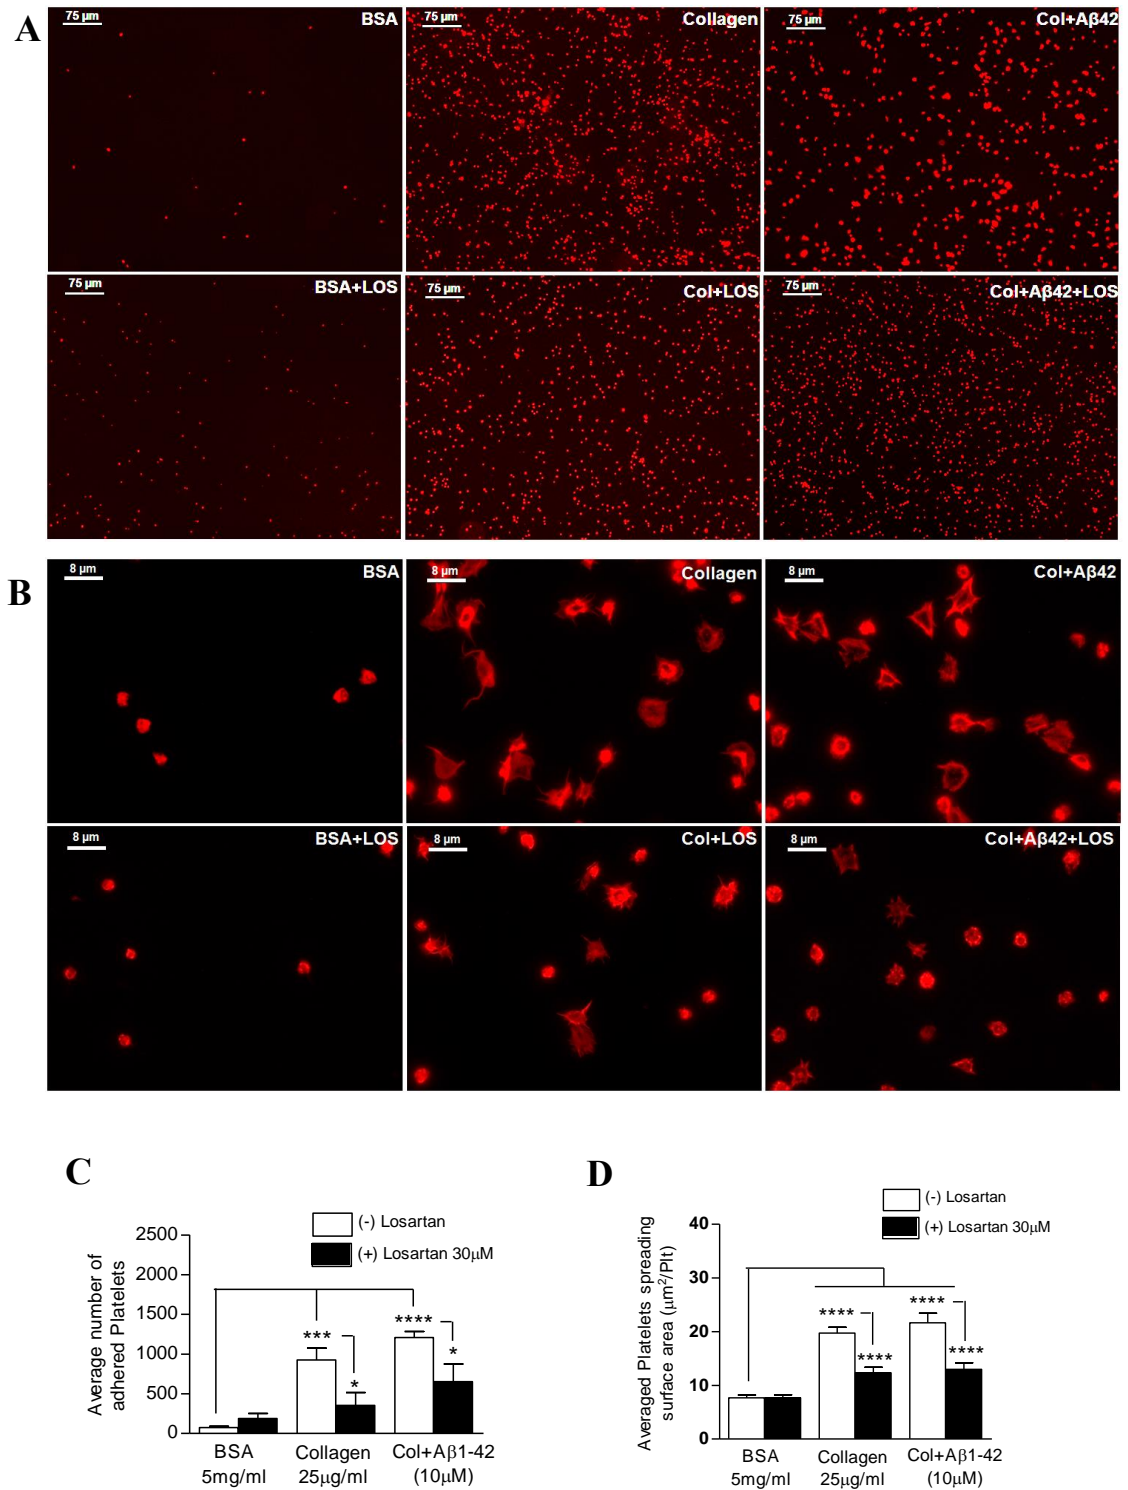 A
75 µm
BSA
75 µm
Collagen
75 µm
Col+Aβ42
75 µm
BSA+LOS
75 µm
Col+LOS
75 µm
Col+Aβ42+LOS
B
8 µm
BSA
8 µm
Collagen
8 µm
Col+Aβ42
8 µm
BSA+LOS
8 µm
Col+LOS
8 µm
Col+Aβ42+LOS
C
(-) Losartan
(+) Losartan 30µM
Average number of
adhered Platelets
2500
2000
1500
1000
500
0
***
*
****
*
BSA
5mg/ml
Collagen
25µg/ml
Col+Aβ1-42
(10µM)
D
(-) Losartan
(+) Losartan 30µM
Averaged Platelets spreading
surface area (µm²/Plt)
40
30
20
10
0
****
****
****
****
BSA
5mg/ml
Collagen
25µg/ml
Col+Aβ1-42
(10µM)